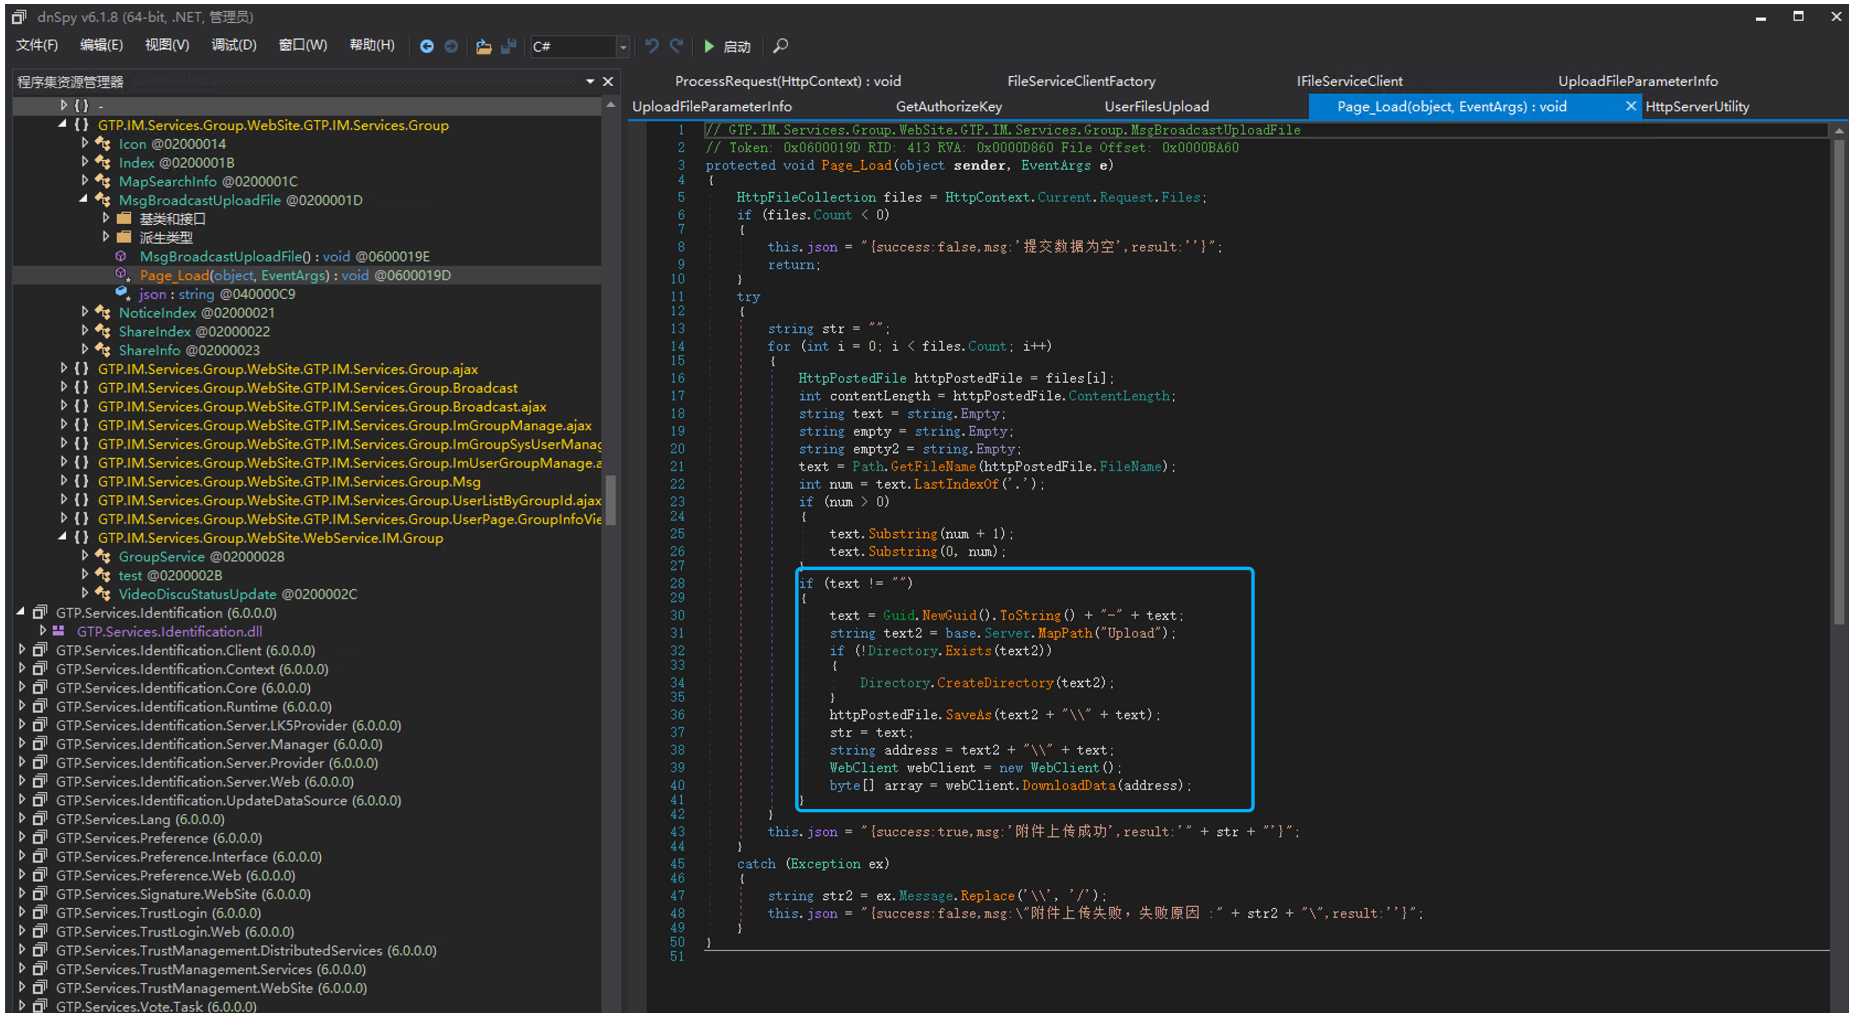 dnSpy v6.1.8 (64-bit, .NET, 管理员)
文件(F) 编辑(E) 视图(V) 调试(D) 窗口(W) 帮助(H) C# 启动
程序集资源管理器
{ } -
{ } GTP.IM.Services.Group.WebSite.GTP.IM.Services.Group
Icon @02000014
Index @0200001B
MapSearchInfo @0200001C
MsgBroadcastUploadFile @0200001D
基类和接口
派生类型
MsgBroadcastUploadFile() : void @0600019E
Page_Load(object, EventArgs) : void @0600019D
json : string @040000C9
NoticeIndex @02000021
ShareIndex @02000022
ShareInfo @02000023
{ } GTP.IM.Services.Group.WebSite.GTP.IM.Services.Group.ajax
{ } GTP.IM.Services.Group.WebSite.GTP.IM.Services.Group.Broadcast
{ } GTP.IM.Services.Group.WebSite.GTP.IM.Services.Group.Broadcast.ajax
{ } GTP.IM.Services.Group.WebSite.GTP.IM.Services.Group.ImGroupManage.ajax
{ } GTP.IM.Services.Group.WebSite.GTP.IM.Services.Group.ImGroupSysUserManag
{ } GTP.IM.Services.Group.WebSite.GTP.IM.Services.Group.ImUserGroupManage.a
{ } GTP.IM.Services.Group.WebSite.GTP.IM.Services.Group.Msg
{ } GTP.IM.Services.Group.WebSite.GTP.IM.Services.Group.UserListByGroupId.ajax
{ } GTP.IM.Services.Group.WebSite.GTP.IM.Services.Group.UserPage.GroupInfoVie
{ } GTP.IM.Services.Group.WebSite.WebService.IM.Group
GroupService @02000028
test @0200002B
VideoDiscuStatusUpdate @0200002C
GTP.Services.Identification (6.0.0.0)
GTP.Services.Identification.dll
GTP.Services.Identification.Client (6.0.0.0)
GTP.Services.Identification.Context (6.0.0.0)
GTP.Services.Identification.Core (6.0.0.0)
GTP.Services.Identification.Runtime (6.0.0.0)
GTP.Services.Identification.Server.LK5Provider (6.0.0.0)
GTP.Services.Identification.Server.Manager (6.0.0.0)
GTP.Services.Identification.Server.Provider (6.0.0.0)
GTP.Services.Identification.Server.Web (6.0.0.0)
GTP.Services.Identification.UpdateDataSource (6.0.0.0)
GTP.Services.Lang (6.0.0.0)
GTP.Services.Preference (6.0.0.0)
GTP.Services.Preference.Interface (6.0.0.0)
GTP.Services.Preference.Web (6.0.0.0)
GTP.Services.Signature.WebSite (6.0.0.0)
GTP.Services.TrustLogin (6.0.0.0)
GTP.Services.TrustLogin.Web (6.0.0.0)
GTP.Services.TrustManagement.DistributedServices (6.0.0.0)
GTP.Services.TrustManagement.Services (6.0.0.0)
GTP.Services.TrustManagement.WebSite (6.0.0.0)
GTP.Services.Vote.Task (6.0.0.0)
ProcessRequest(HttpContext) : void FileServiceClientFactory IFileServiceClient UploadFileParameterInfo
UploadFileParameterInfo GetAuthorizeKey UserFilesUpload Page_Load(object, EventArgs) : void HttpServerUtility
1 // GTP.IM.Services.Group.WebSite.GTP.IM.Services.Group.MsgBroadcastUploadFile
2 // Token: 0x0600019D RID: 413 RVA: 0x0000D860 File Offset: 0x0000BA60
3 protected void Page_Load(object sender, EventArgs e)
4 {
5 HttpFileCollection files = HttpContext.Current.Request.Files;
6 if (files.Count < 0)
7 {
8 this.json = "{success:false,msg:'提交数据为空',result:''}";
9 return;
10 }
11 try
12 {
13 string str = "";
14 for (int i = 0; i < files.Count; i++)
15 {
16 HttpPostedFile httpPostedFile = files[i];
17 int contentLength = httpPostedFile.ContentLength;
18 string text = string.Empty;
19 string empty = string.Empty;
20 string empty2 = string.Empty;
21 text = Path.GetFileName(httpPostedFile.FileName);
22 int num = text.LastIndexOf('.');
23 if (num > 0)
24 {
25 text.Substring(num + 1);
26 text.Substring(0, num);
27 }
28 if (text != "")
29 {
30 text = Guid.NewGuid().ToString() + "-" + text;
31 string text2 = base.Server.MapPath("Upload");
32 if (!Directory.Exists(text2))
33 {
34 Directory.CreateDirectory(text2);
35 }
36 httpPostedFile.SaveAs(text2 + "\\" + text);
37 str = text;
38 string address = text2 + "\\" + text;
39 WebClient webClient = new WebClient();
40 byte[] array = webClient.DownloadData(address);
41 }
42 }
43 this.json = "{success:true,msg:'附件上传成功',result:'" + str + "'}";
44 }
45 catch (Exception ex)
46 {
47 string str2 = ex.Message.Replace('\\', '/');
48 this.json = "{success:false,msg:\"附件上传失败，失败原因 :" + str2 + "\",result:''}";
49 }
50 }
51